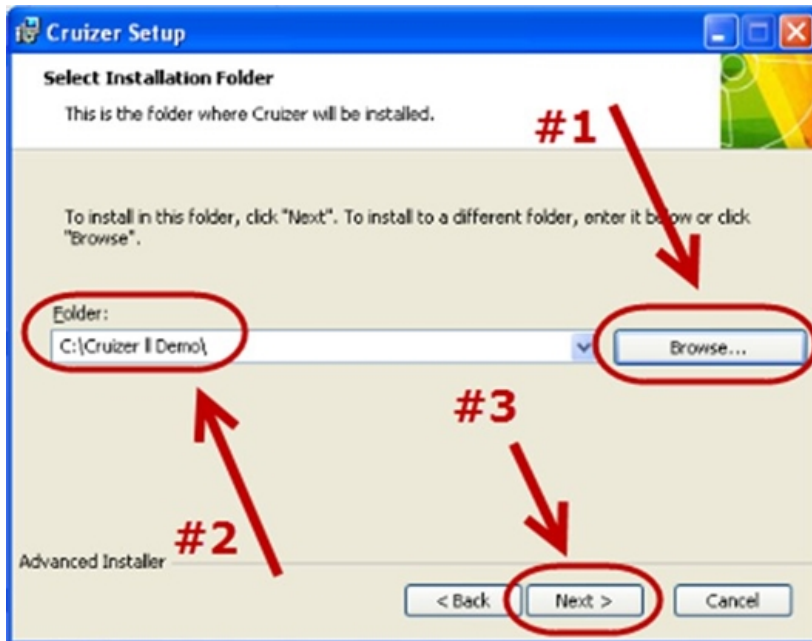 Cruizer Setup
Select Installation Folder
This is the folder where Cruizer will be installed.
#1
To install in this folder, click "Next". To install to a different folder, enter it below or click
"Browse".
Folder:
C:\Cruizer ll Demo\
Browse...
#3
#2
Advanced Installer
< Back
Next >
Cancel